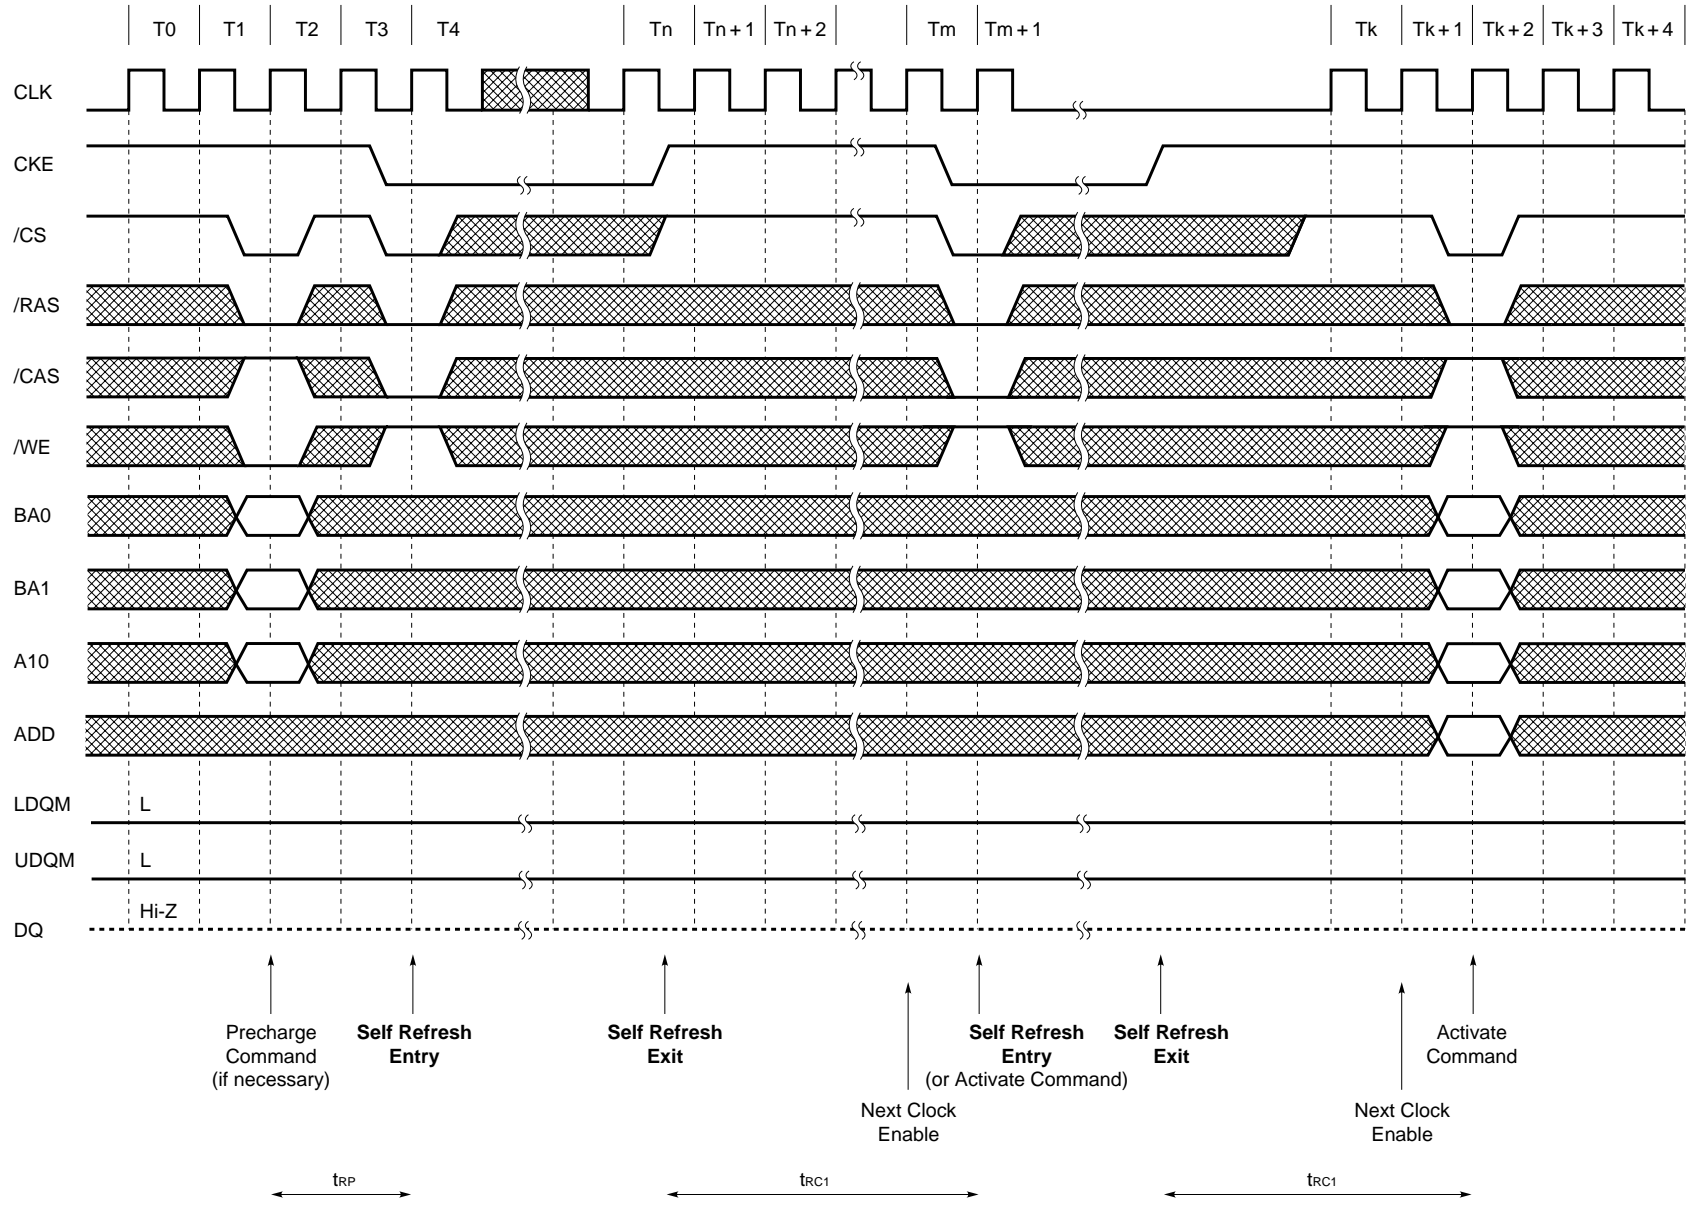 T0 T1 T2 T3 T4 Tn Tn + 1 Tn + 2 Tm Tm + 1 Tk Tk + 1 Tk + 2 Tk + 3 Tk + 4
CLK
CKE
/CS
/RAS
/CAS
/WE
BA0
BA1
A10
ADD
LDQM L
UDQM L
Hi-Z
DQ
Precharge
Command
(if necessary)
Self Refresh
Entry
Self Refresh
Exit
Next Clock
Enable
Self Refresh
Entry
(or Activate Command)
Self Refresh
Exit
Next Clock
Enable
Activate
Command
tRP tRC1 tRC1